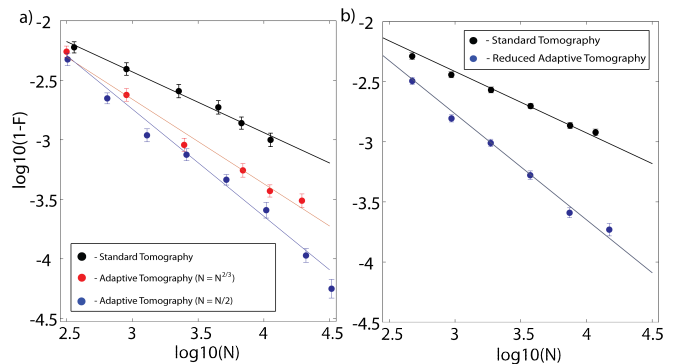 a)
-2
-2.5
-3
-3.5
-4
-4.5
log10(1-F)
2.5
3
3.5
4
4.5
log10(N)
- Standard Tomography
- Adaptive Tomography (N = N^2/3)
- Adaptive Tomography (N = N/2)
b)
-2
-2.5
-3
-3.5
-4
-4.5
2.5
3
3.5
4
4.5
log10(N)
- Standard Tomography
- Reduced Adaptive Tomography